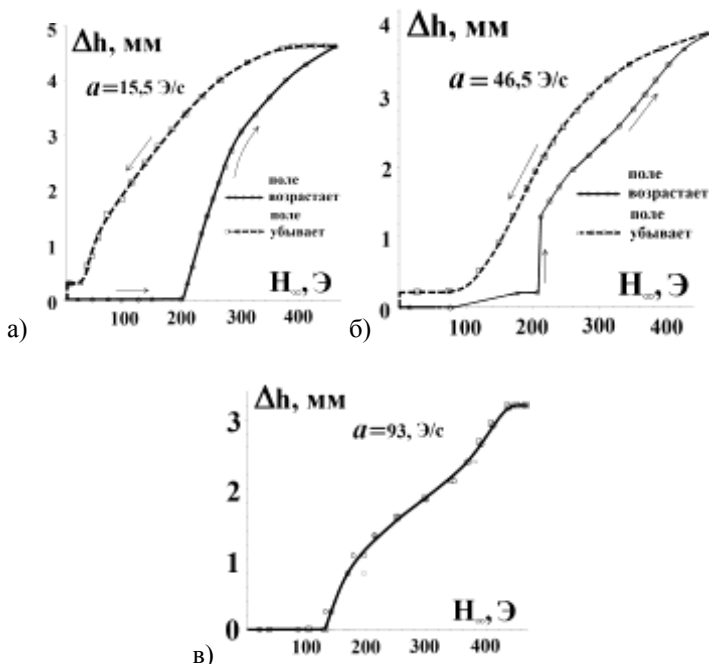 Δh, мм
a=15,5 Э/с
поле
возрастает
поле
убывает
H∞, Э
5
4
3
2
1
0
100 200 300 400
а)
Δh, мм
a=46,5 Э/с
поле
возрастает
поле
убывает
H∞, Э
4
3
2
1
0
100 200 300 400
б)
Δh, мм
a=93, Э/с
H∞, Э
3
2
1
0
200 300 400
в)